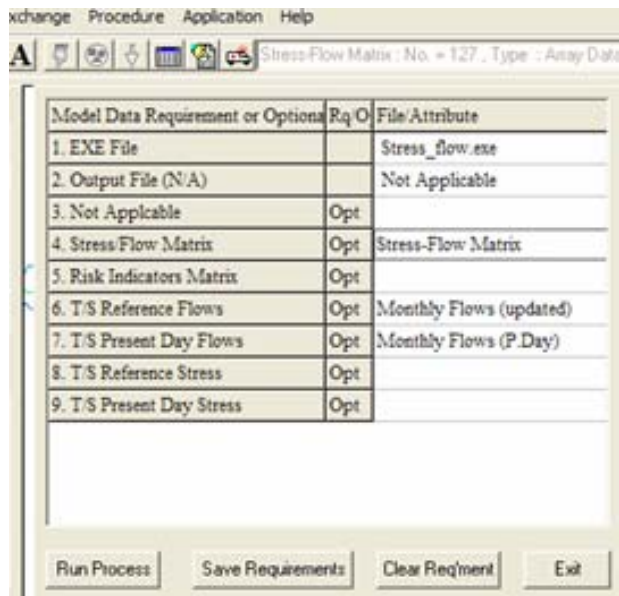 xchange Procedure Application Help
A Stress-Flow Matrix : No. = 127 , Type : Array Data
Model Data Requirement or Optiona Rq/O File/Attribute
1. EXE File Stress_flow.exe
2. Output File (N/A) Not Applicable
3. Not Applcable Opt
4. Stress/Flow Matrix Opt Stress-Flow Matrix
5. Risk Indicators Matrix Opt
6. T/S Reference Flows Opt Monthly Flows (updated)
7. T/S Present Day Flows Opt Monthly Flows (P.Day)
8. T/S Reference Stress Opt
9. T/S Present Day Stress Opt
Run Process Save Requirements Clear Req'ment Exit